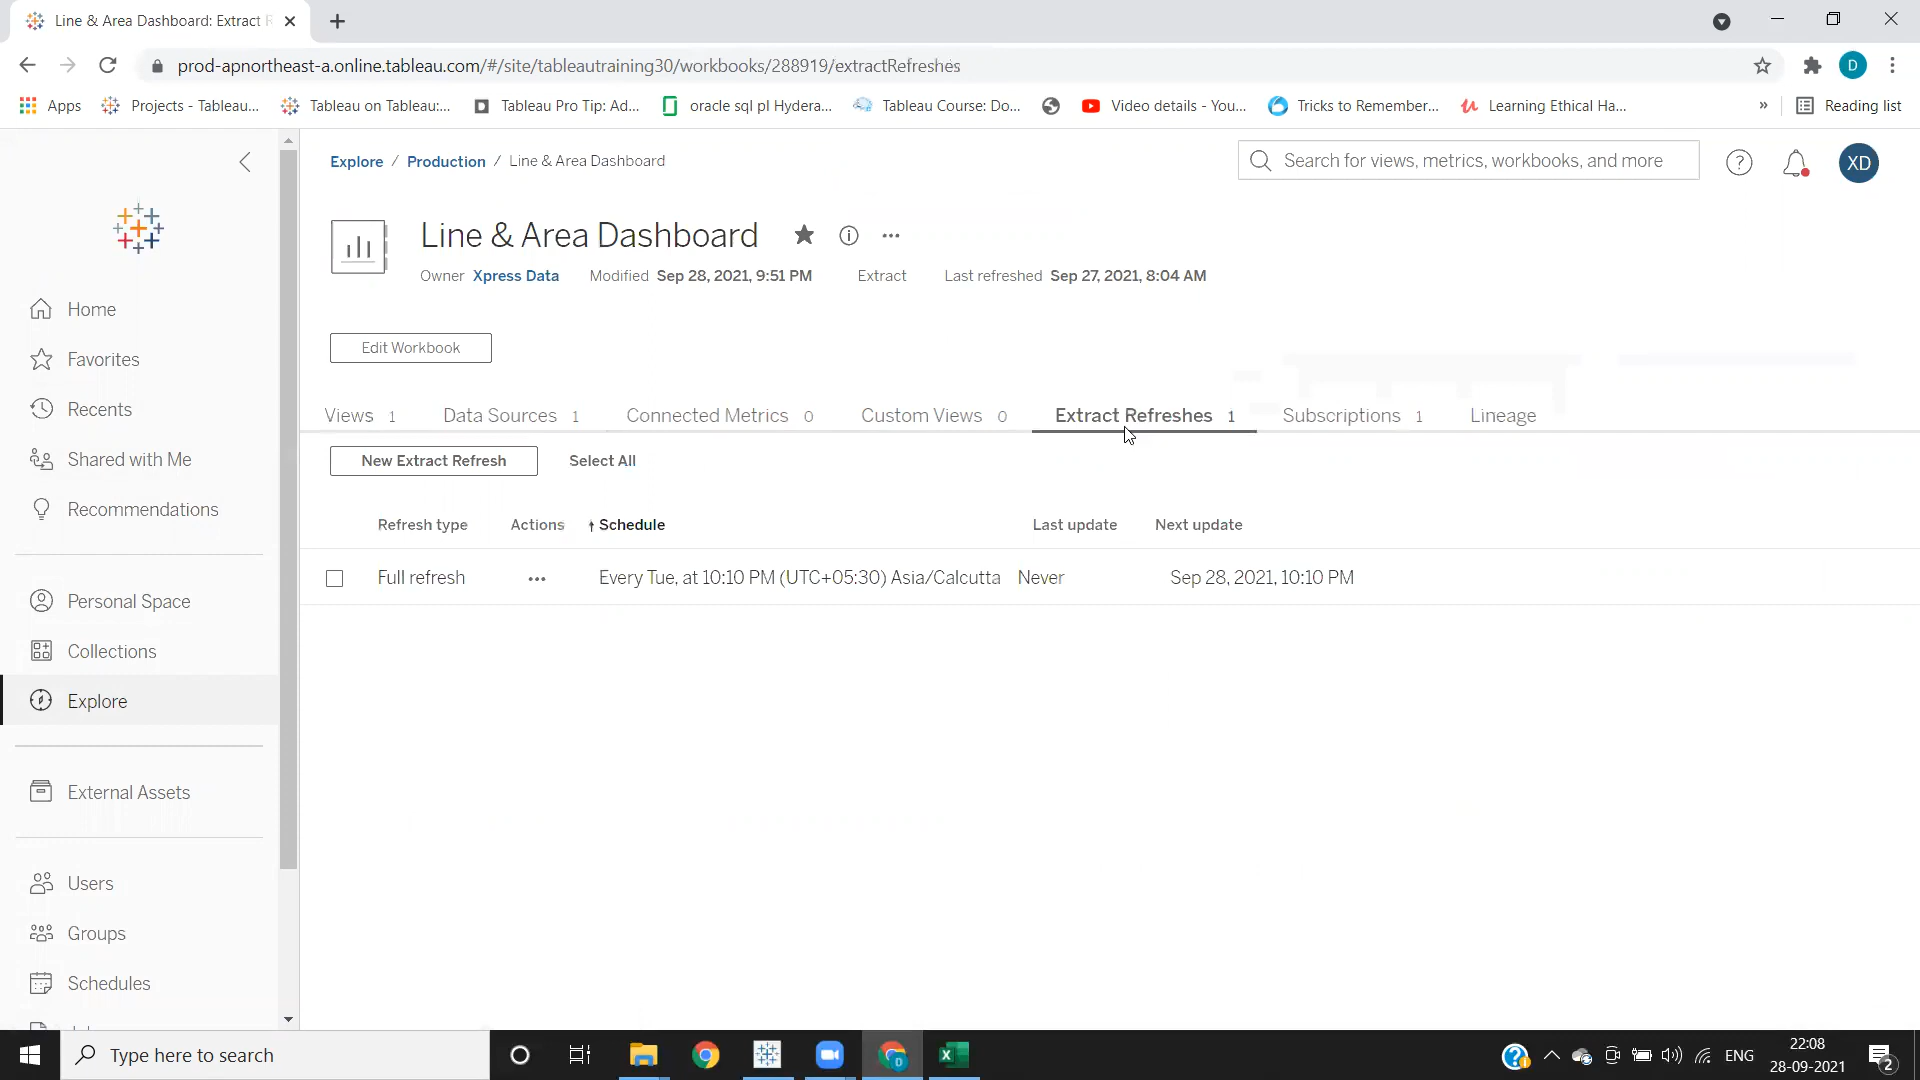 Line & Area Dashboard: Extract R
prod-apnortheast-a.online.tableau.com/#/site/tableautraining30/workbooks/288919/extractRefreshes
D
Apps Projects - Tableau... Tableau on Tableau:... Tableau Pro Tip: Ad... oracle sql pl Hydera... Tableau Course: Do... Video details - You... Tricks to Remember... Learning Ethical Ha... » Reading list
Explore / Production / Line & Area Dashboard
Search for views, metrics, workbooks, and more
XD
Line & Area Dashboard
Owner Xpress Data Modified Sep 28, 2021, 9:51 PM Extract Last refreshed Sep 27, 2021, 8:04 AM
Edit Workbook
Views 1 Data Sources 1 Connected Metrics 0 Custom Views 0 Extract Refreshes 1 Subscriptions 1 Lineage
New Extract Refresh Select All
Refresh type Actions ↑ Schedule Last update Next update
Full refresh ... Every Tue, at 10:10 PM (UTC+05:30) Asia/Calcutta Never Sep 28, 2021, 10:10 PM
Home
Favorites
Recents
Shared with Me
Recommendations
Personal Space
Collections
Explore
External Assets
Users
Groups
Schedules
Type here to search
ENG
22:08
28-09-2021
2